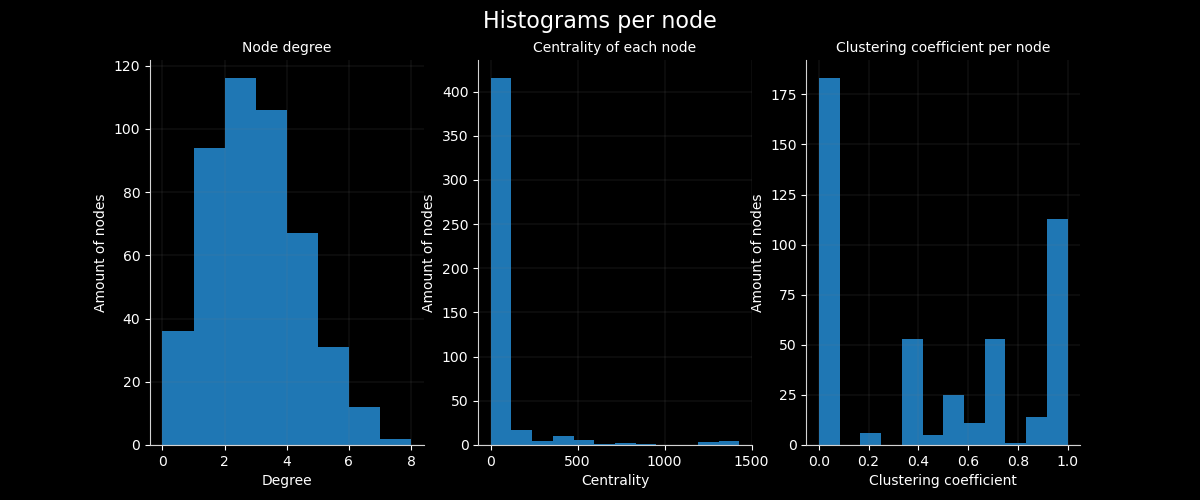 Histograms per node
Node degree
Amount of nodes
120
100
80
60
40
20
0
0 2 4 6 8
Degree
Centrality of each node
Amount of nodes
400
350
300
250
200
150
100
50
0
0 500 1000 1500
Centrality
Clustering coefficient per node
Amount of nodes
175
150
125
100
75
50
25
0
0.0 0.2 0.4 0.6 0.8 1.0
Clustering coefficient